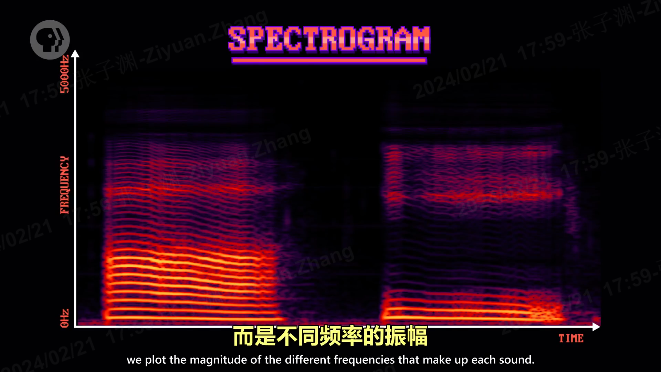 SPECTROGRAM
5000Hz
FREQUENCY
0Hz
TIME
而是不同频率的振幅
we plot the magnitude of the different frequencies that make up each sound.
2024/02/21 17:59-张子渊-Ziyuan.Zhang